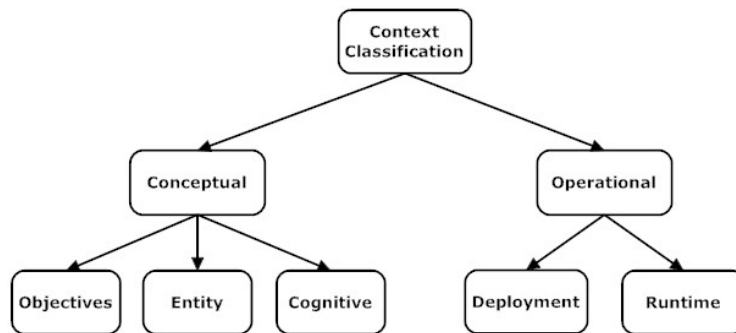 Context
Classification
Conceptual
Operational
Objectives
Entity
Cognitive
Deployment
Runtime